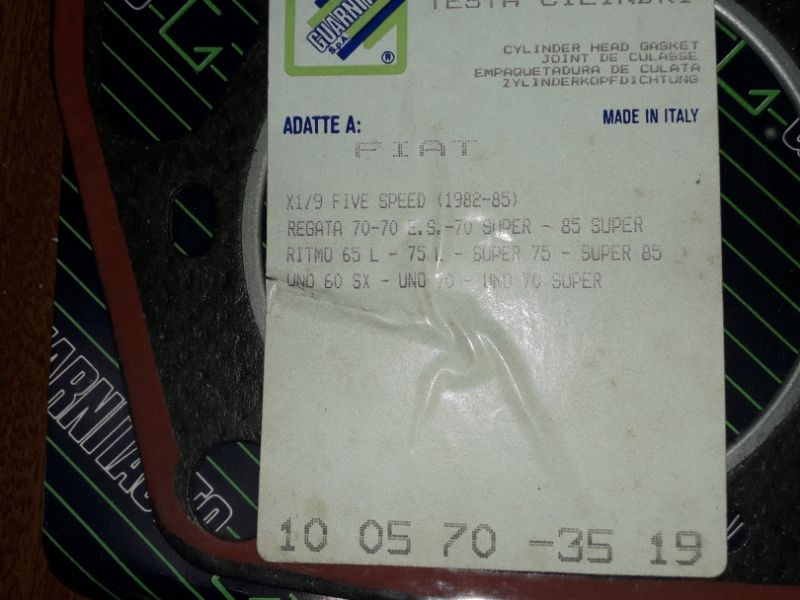 TESTA CILINDRI
GUARNI
S.p.A.
®
CYLINDER HEAD GASKET
JOINT DE CULASSE
EMPAQUETADURA DE CULATA
ZYLINDERKOPFDICHTUNG
ADATTE A:
MADE IN ITALY
FIAT
X1/9 FIVE SPEED (1982-85)
REGATA 70-70 E.S.-70 SUPER - 85 SUPER
RITMO 65 L - 75 L - SUPER 75 - SUPER 85
UNO 60 SX - UNO 70 - UNO 70 SUPER
10 05 70 -35 19
ARNITAUTO